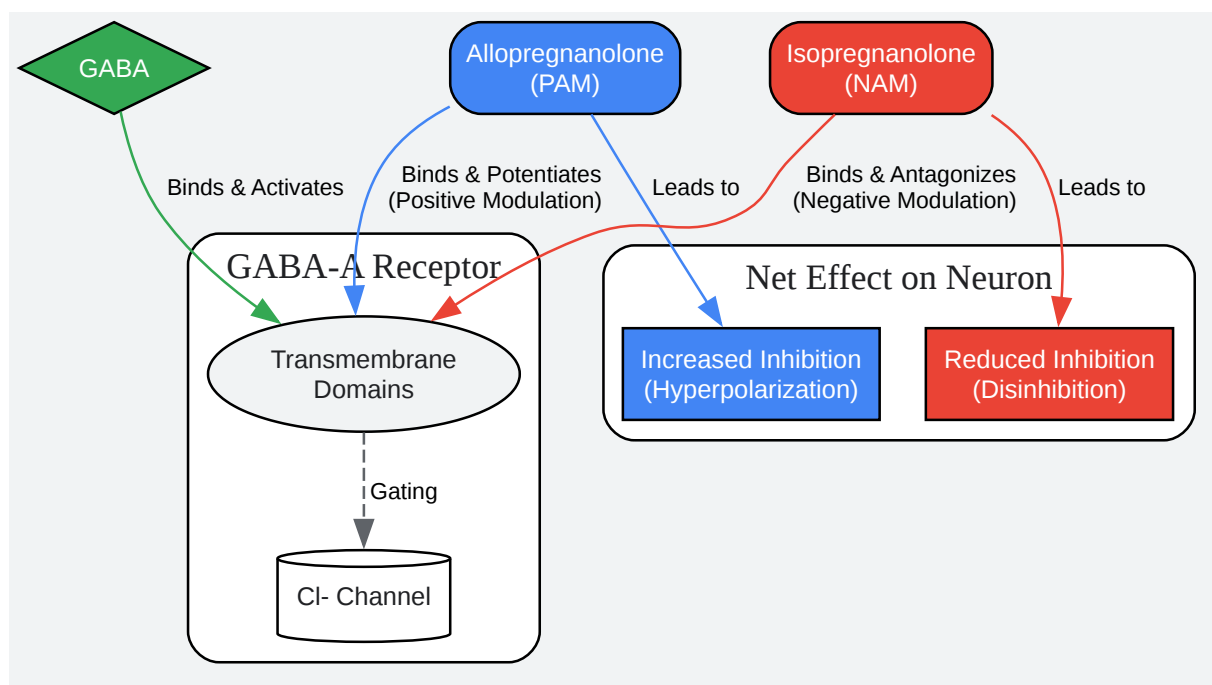 GABA
Allopregnanolone
(PAM)
Isopregnanolone
(NAM)
Binds & Activates
Binds & Potentiates
(Positive Modulation)
Leads to
Binds & Antagonizes
(Negative Modulation)
Leads to
GABA-A Receptor
Net Effect on Neuron
Transmembrane
Domains
Increased Inhibition
(Hyperpolarization)
Reduced Inhibition
(Disinhibition)
Gating
Cl- Channel